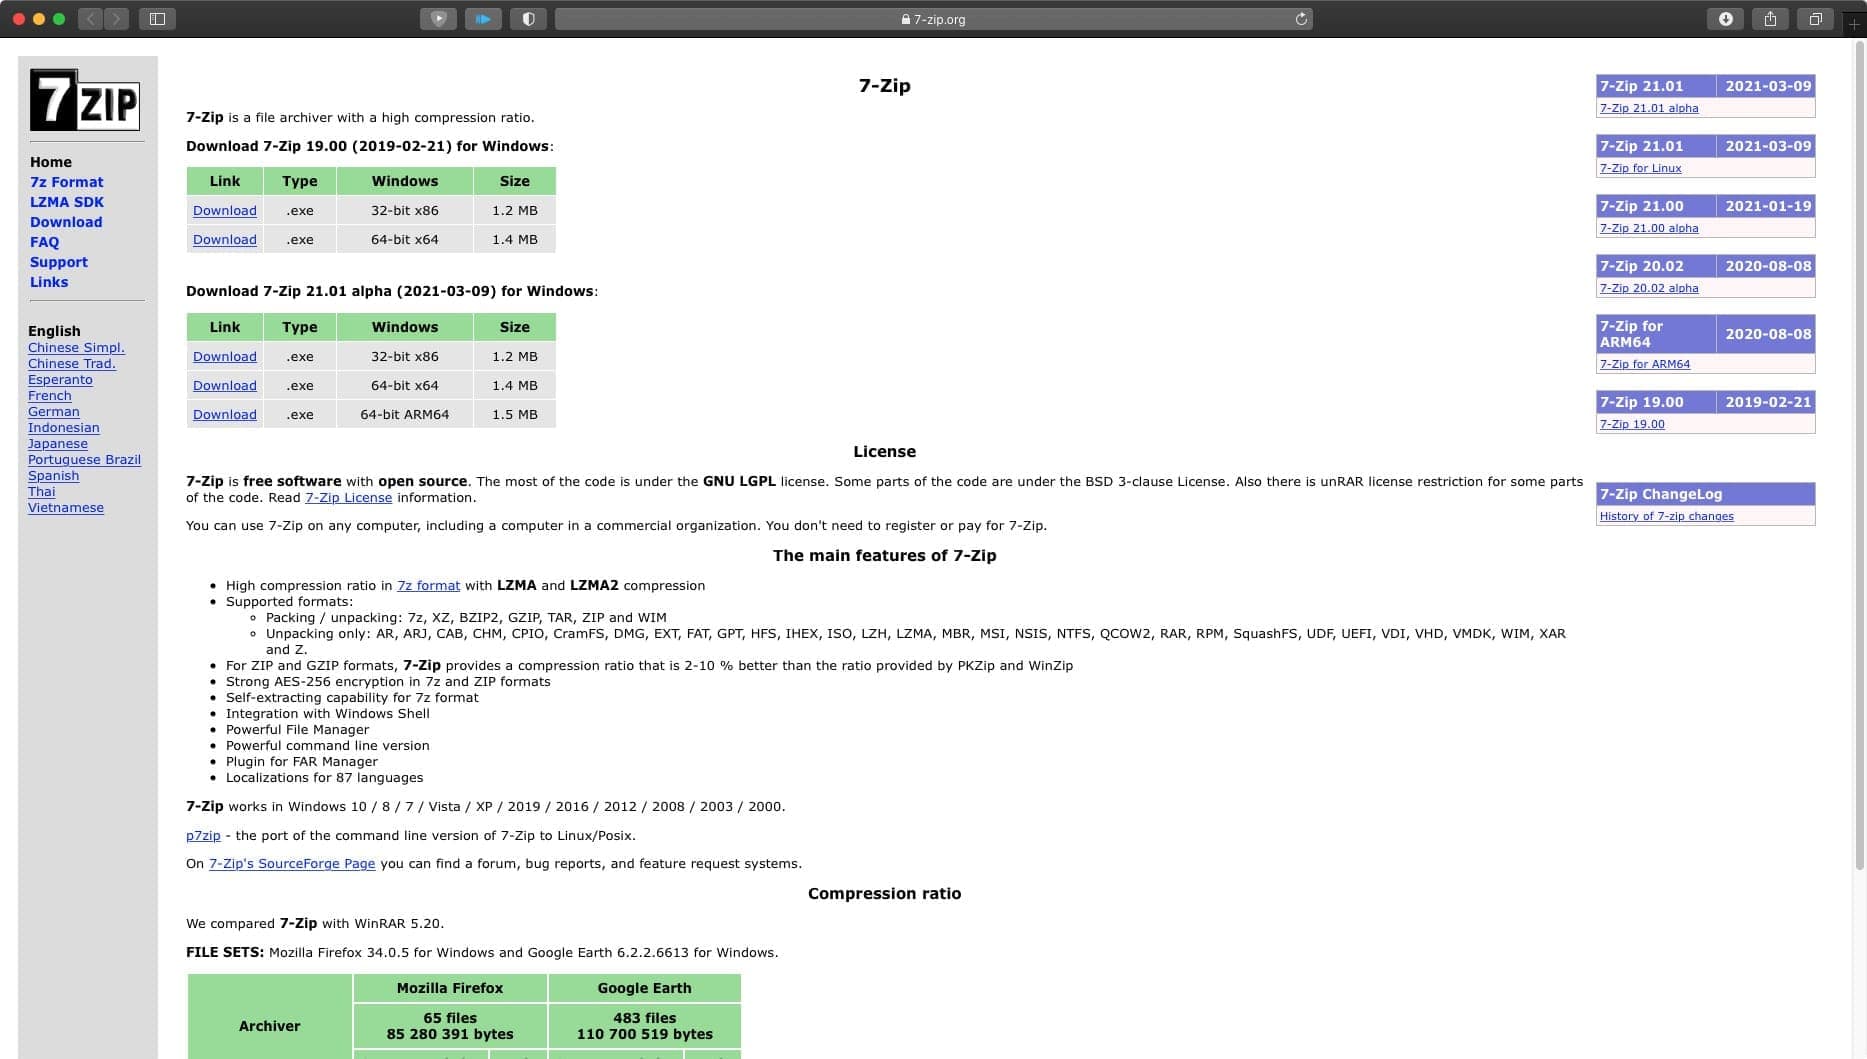 7-zip.org
7ZIP
Home
7z Format
LZMA SDK
Download
FAQ
Support
Links
English
Chinese Simpl.
Chinese Trad.
Esperanto
French
German
Indonesian
Japanese
Portuguese Brazil
Spanish
Thai
Vietnamese
7-Zip
7-Zip is a file archiver with a high compression ratio.
Download 7-Zip 19.00 (2019-02-21) for Windows:
Link Type Windows Size
Download .exe 32-bit x86 1.2 MB
Download .exe 64-bit x64 1.4 MB
Download 7-Zip 21.01 alpha (2021-03-09) for Windows:
Link Type Windows Size
Download .exe 32-bit x86 1.2 MB
Download .exe 64-bit x64 1.4 MB
Download .exe 64-bit ARM64 1.5 MB
License
7-Zip is free software with open source. The most of the code is under the GNU LGPL license. Some parts of the code are under the BSD 3-clause License. Also there is unRAR license restriction for some parts
of the code. Read 7-Zip License information.
You can use 7-Zip on any computer, including a computer in a commercial organization. You don't need to register or pay for 7-Zip.
The main features of 7-Zip
• High compression ratio in 7z format with LZMA and LZMA2 compression
• Supported formats:
◦ Packing / unpacking: 7z, XZ, BZIP2, GZIP, TAR, ZIP and WIM
◦ Unpacking only: AR, ARJ, CAB, CHM, CPIO, CramFS, DMG, EXT, FAT, GPT, HFS, IHEX, ISO, LZH, LZMA, MBR, MSI, NSIS, NTFS, QCOW2, RAR, RPM, SquashFS, UDF, UEFI, VDI, VHD, VMDK, WIM, XAR
and Z.
• For ZIP and GZIP formats, 7-Zip provides a compression ratio that is 2-10 % better than the ratio provided by PKZip and WinZip
• Strong AES-256 encryption in 7z and ZIP formats
• Self-extracting capability for 7z format
• Integration with Windows Shell
• Powerful File Manager
• Powerful command line version
• Plugin for FAR Manager
• Localizations for 87 languages
7-Zip works in Windows 10 / 8 / 7 / Vista / XP / 2019 / 2016 / 2012 / 2008 / 2003 / 2000.
p7zip - the port of the command line version of 7-Zip to Linux/Posix.
On 7-Zip's SourceForge Page you can find a forum, bug reports, and feature request systems.
Compression ratio
We compared 7-Zip with WinRAR 5.20.
FILE SETS: Mozilla Firefox 34.0.5 for Windows and Google Earth 6.2.2.6613 for Windows.
Mozilla Firefox Google Earth
Archiver
65 files 483 files
85 280 391 bytes 110 700 519 bytes
7-Zip 21.01 2021-03-09
7-Zip 21.01 alpha
7-Zip 21.01 2021-03-09
7-Zip for Linux
7-Zip 21.00 2021-01-19
7-Zip 21.00 alpha
7-Zip 20.02 2020-08-08
7-Zip 20.02 alpha
7-Zip for
ARM64 2020-08-08
7-Zip for ARM64
7-Zip 19.00 2019-02-21
7-Zip 19.00
7-Zip ChangeLog
History of 7-zip changes